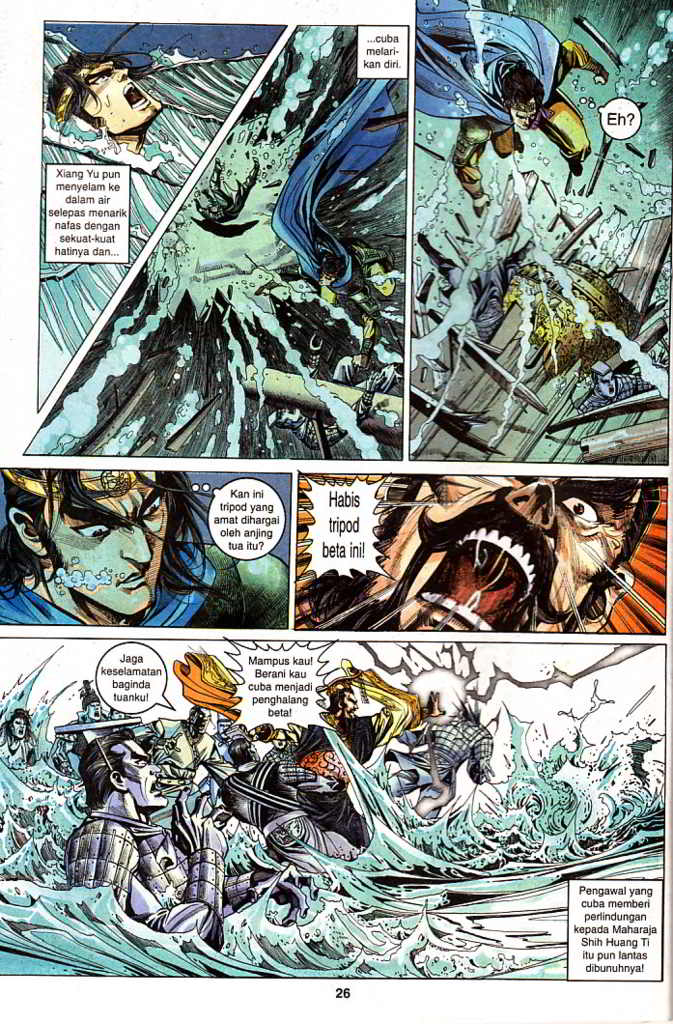 Xiang Yu pun
menyelam ke
dalam air
selepas menarik
nafas dengan
sekuat-kuat
hatinya dan...
...cuba
melari-
kan diri.
Eh?
Kan ini
tripod yang
amat dihargai
oleh anjing
tua itu?
Habis
tripod
beta ini!
Jaga
keselamatan
baginda
tuanku!
Mampus kau!
Berani kau
cuba menjadi
penghalang
beta!
Pengawal yang
cuba memberi
perlindungan
kepada Maharaja
Shih Huang Ti
itu pun lantas
dibunuhnya!
26